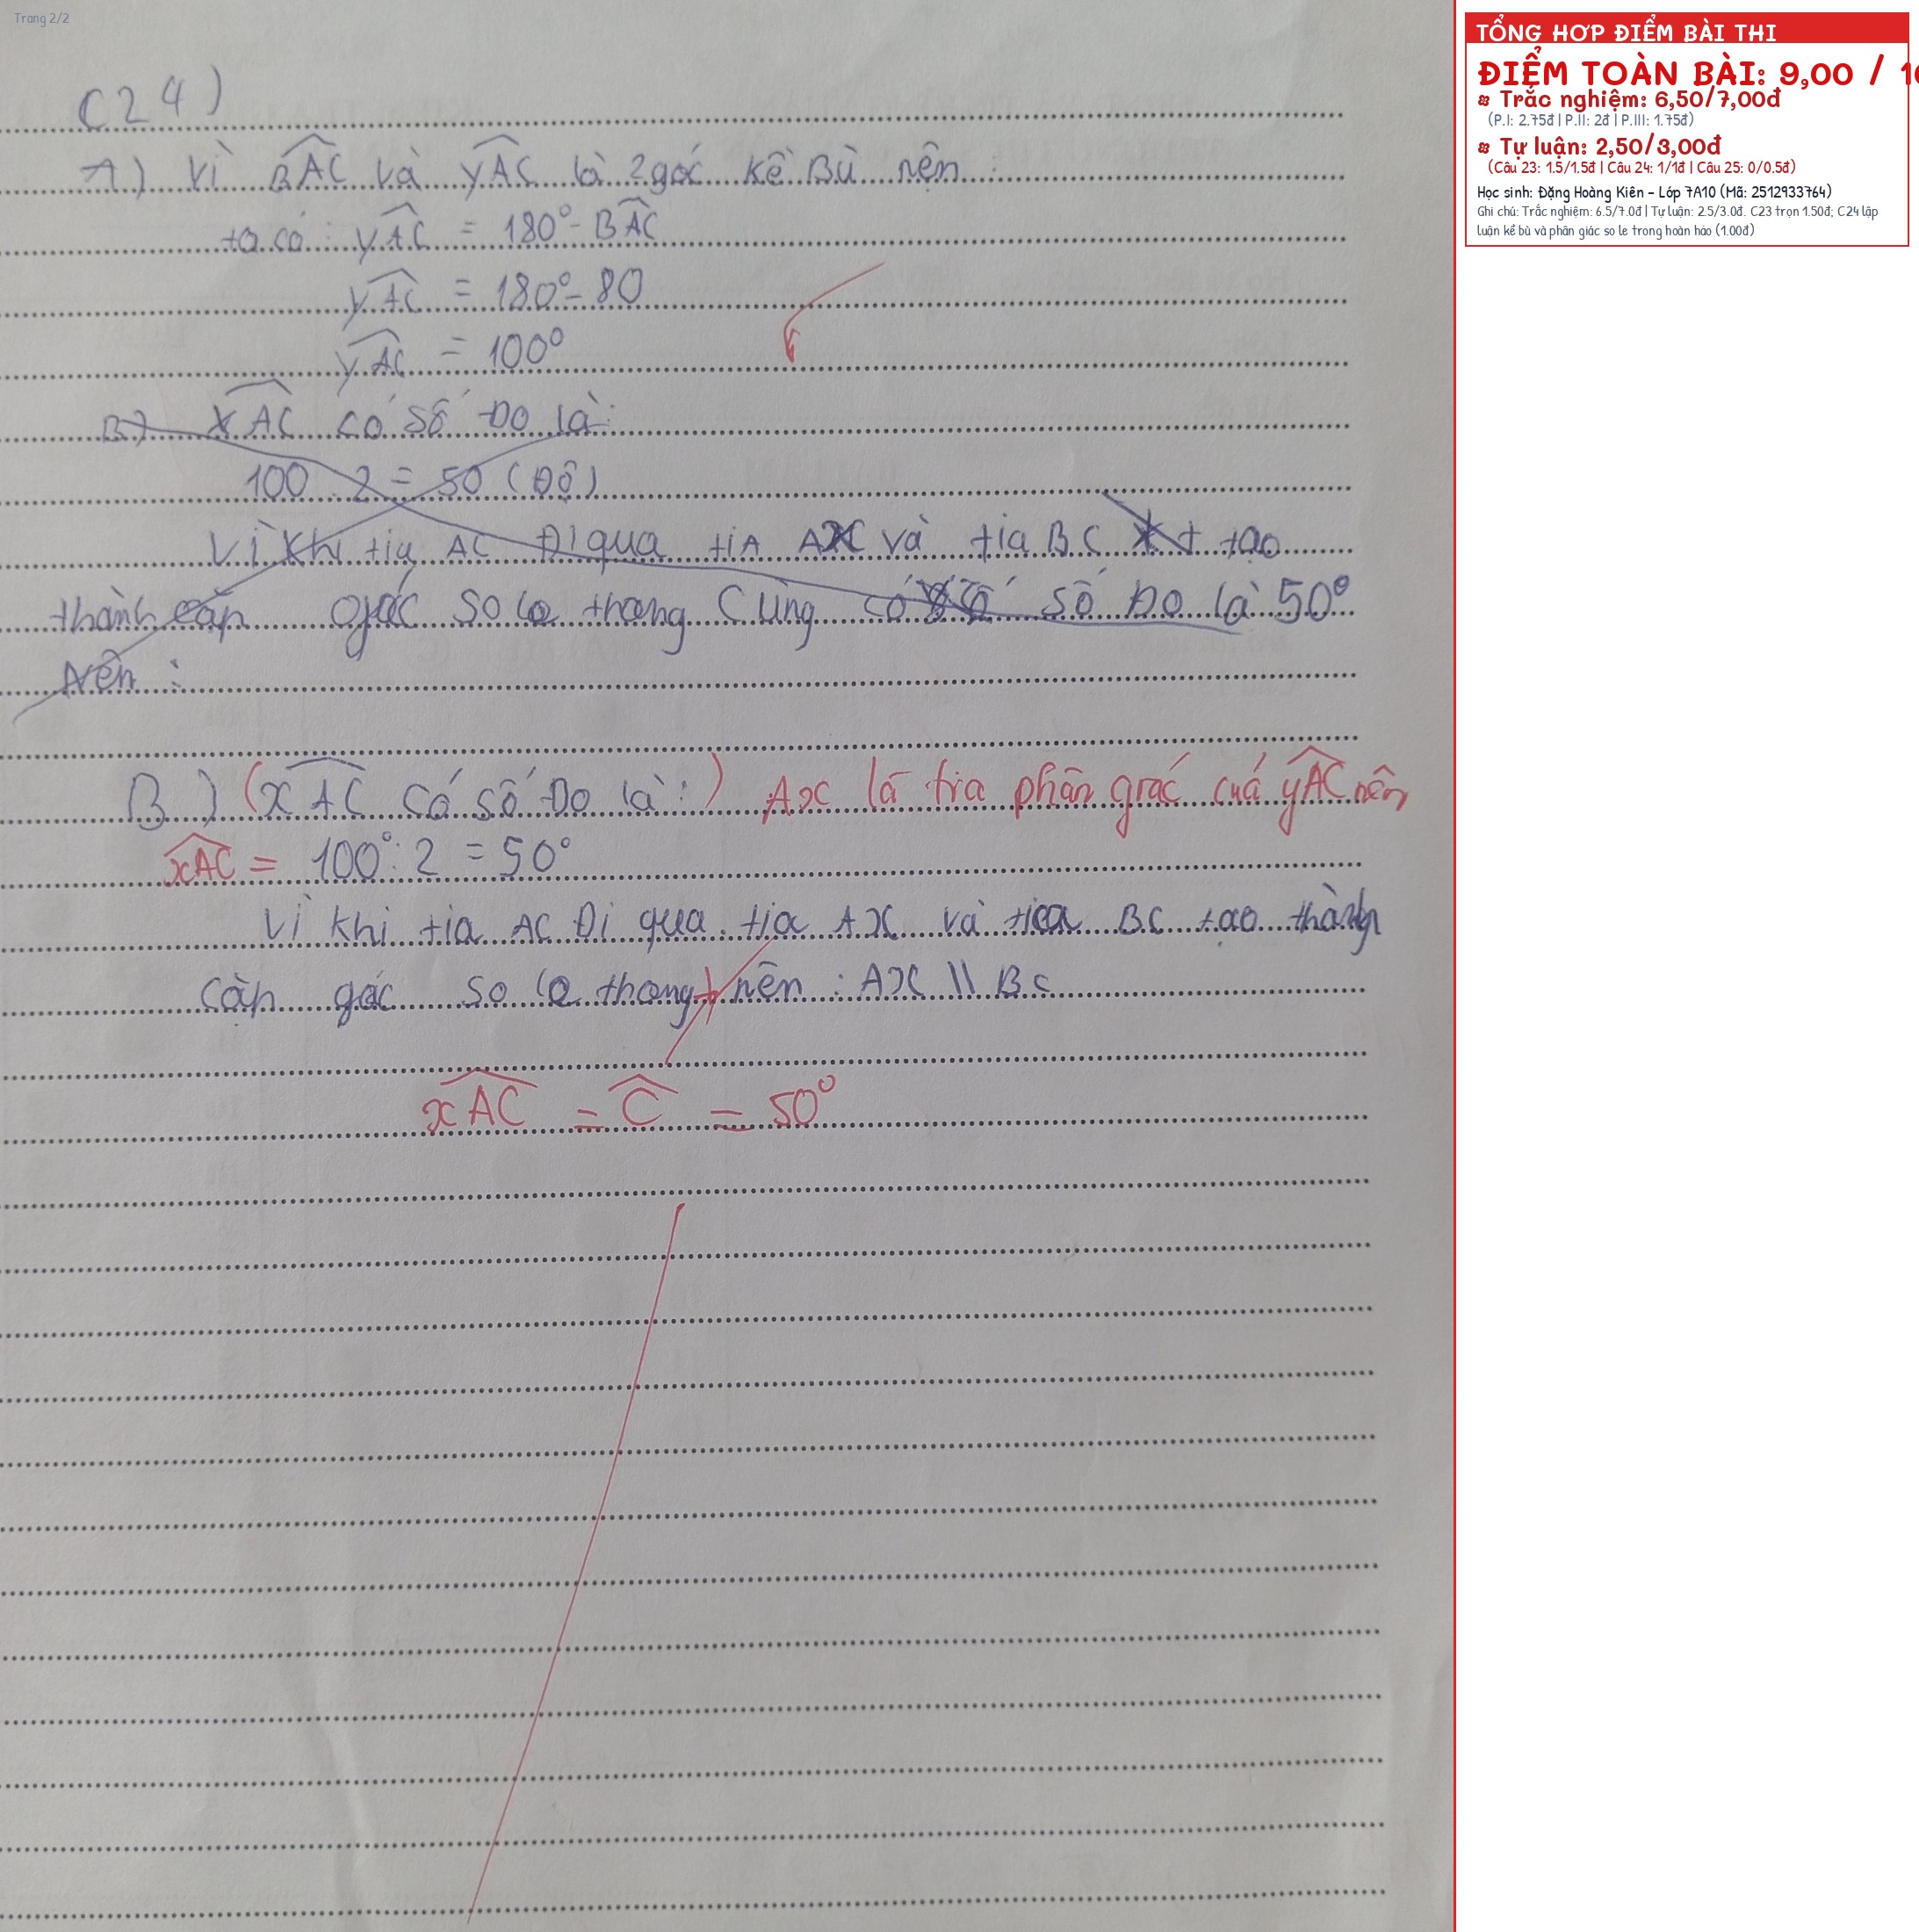 Trang 2/2
C24)
A) Vì BAC và yAC là 2 góc kề Bù nên :
ta có : yAC = 180° - BAC
yAC = 180° - 80
yAC = 100°
B) xAC có số Đo là:
100 : 2 = 50 (Độ)
Vì khi tia AC Đi qua tia AX và tia BC tạo
thành cặp góc so le thong cùng có số Đo là 50°
Nên :
B) (xAC có số Đo là:) Ax là tia phân giác của yAC nên
xAC = 100° : 2 = 50°
Vì khi tia AC Đi qua tia AX và tia BC tạo thành
cặp góc so le thong nên : AX // BC
xAC = C = 50°
TỔNG HỢP ĐIỂM BÀI THI
ĐIỂM TOÀN BÀI: 9,00 / 10
Trắc nghiệm: 6,50/7,00đ
(P.I: 2.75đ | P.II: 2đ | P.III: 1.75đ)
Tự luận: 2,50/3,00đ
(Câu 23: 1.5/1.5đ | Câu 24: 1/1đ | Câu 25: 0/0.5đ)
Học sinh: Đặng Hoàng Kiên - Lớp 7A10 (Mã: 2512933764)
Ghi chú: Trắc nghiệm: 6.5/7.0đ | Tự luận: 2.5/3.0đ. C23 trọn 1.50đ; C24 lập
luận kề bù và phân giác so le trong hoàn hảo (1.00đ)